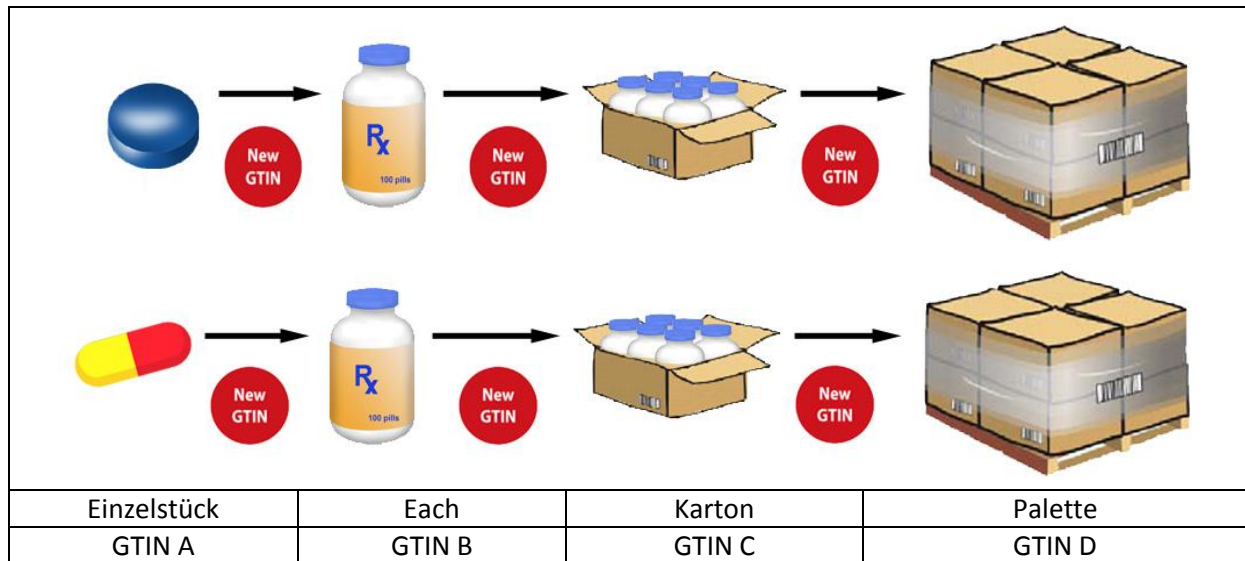 New
GTIN
Rx
100 pills
New
GTIN
New
GTIN
New
GTIN
Rx
100 pills
New
GTIN
New
GTIN
Einzelstück Each Karton Palette
GTIN A GTIN B GTIN C GTIN D